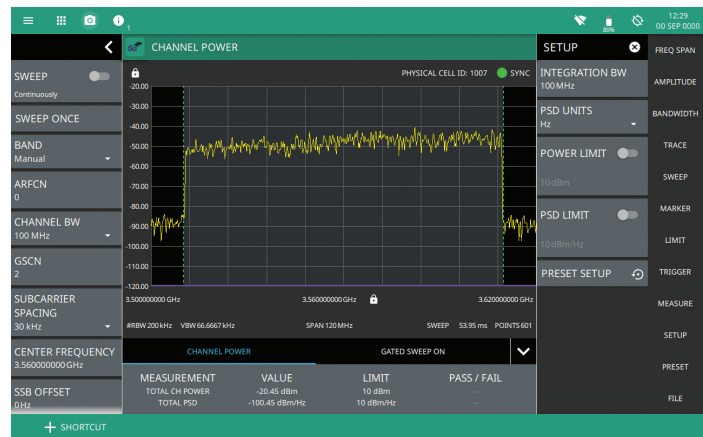 1
80%
12:29
00 SEP 0000
5G
CHANNEL POWER
SETUP
FREQ SPAN
AMPLITUDE
BANDWIDTH
TRACE
SWEEP
MARKER
LIMIT
TRIGGER
MEASURE
SETUP
PRESET
FILE
SWEEP
Continuously
SWEEP ONCE
BAND
Manual
ARFCN
0
CHANNEL BW
100 MHz
GSCN
2
SUBCARRIER
SPACING
30 kHz
CENTER FREQUENCY
3.560000000 GHz
SSB OFFSET
0 Hz
+ SHORTCUT
PHYSICAL CELL ID: 1007 SYNC
-20.00
-30.00
-40.00
-50.00
-60.00
-70.00
-80.00
-90.00
-100.00
-110.00
-120.00
3.500000000 GHz 3.560000000 GHz 3.620000000 GHz
#RBW 200 kHz VBW 66.6667 kHz SPAN 120 MHz SWEEP 53.95 ms POINTS 601
CHANNEL POWER GATED SWEEP ON
MEASUREMENT VALUE LIMIT PASS / FAIL
TOTAL CH POWER -20.45 dBm 10 dBm --
TOTAL PSD -100.45 dBm/Hz 10 dBm/Hz --
INTEGRATION BW
100 MHz
PSD UNITS
Hz
POWER LIMIT
10 dBm
PSD LIMIT
10 dBm/Hz
PRESET SETUP